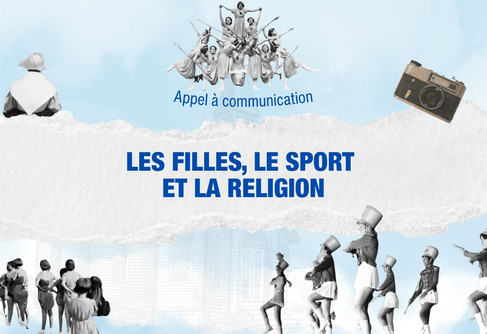 Appel à communication
LES FILLES, LE SPORT
ET LA RELIGION